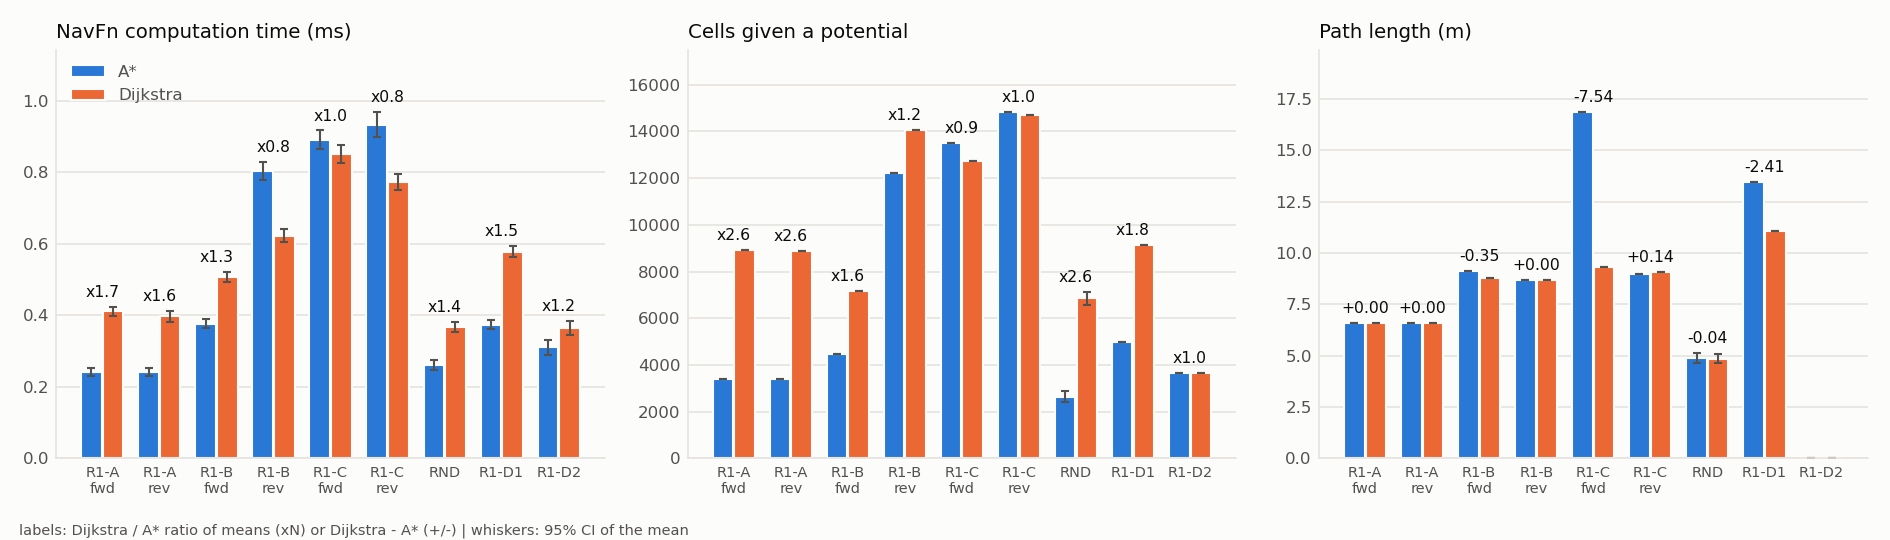 NavFn computation time (ms)
A*
Dijkstra
1.0
0.8
0.6
0.4
0.2
0.0
x1.7
x1.6
x1.3
x0.8
x1.0
x0.8
x1.4
x1.5
x1.2
R1-A fwd
R1-A rev
R1-B fwd
R1-B rev
R1-C fwd
R1-C rev
RND
R1-D1
R1-D2
Cells given a potential
16000
14000
12000
10000
8000
6000
4000
2000
0
x2.6
x2.6
x1.6
x1.2
x0.9
x1.0
x2.6
x1.8
x1.0
R1-A fwd
R1-A rev
R1-B fwd
R1-B rev
R1-C fwd
R1-C rev
RND
R1-D1
R1-D2
Path length (m)
17.5
15.0
12.5
10.0
7.5
5.0
2.5
0.0
+0.00
+0.00
-0.35
+0.00
-7.54
+0.14
-0.04
-2.41
R1-A fwd
R1-A rev
R1-B fwd
R1-B rev
R1-C fwd
R1-C rev
RND
R1-D1
R1-D2
labels: Dijkstra / A* ratio of means (xN) or Dijkstra - A* (+/-) | whiskers: 95% CI of the mean